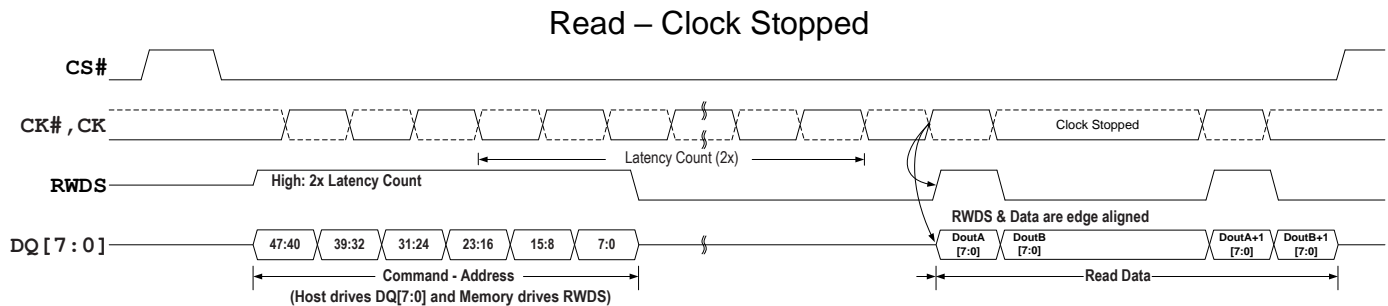 Read – Clock Stopped
CS#
CK#,CK
Clock Stopped
Latency Count (2x)
RWDS
High: 2x Latency Count
RWDS & Data are edge aligned
DQ[7:0]
47:40 39:32 31:24 23:16 15:8 7:0
DoutA [7:0]
DoutB [7:0]
DoutA+1 [7:0]
DoutB+1 [7:0]
Command - Address
Read Data
(Host drives DQ[7:0] and Memory drives RWDS)